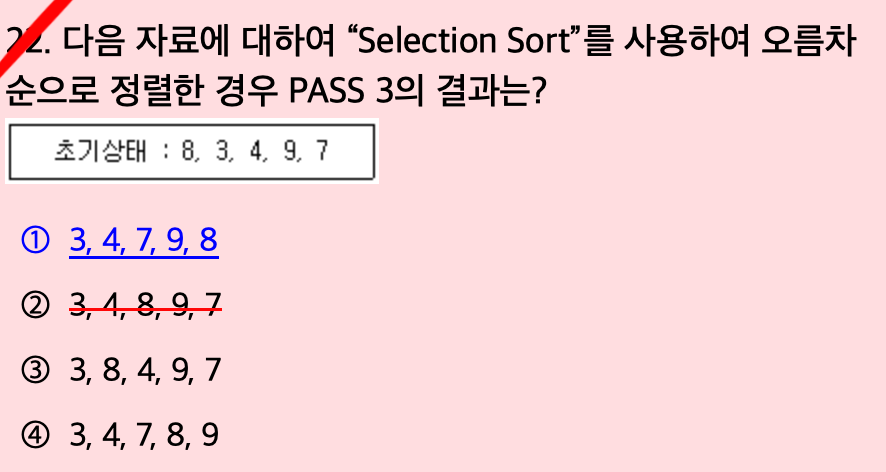 22. 다음 자료에 대하여 “Selection Sort”를 사용하여 오름차
순으로 정렬한 경우 PASS 3의 결과는?
초기상태 : 8, 3, 4, 9, 7
① 3, 4, 7, 9, 8
② 3, 4, 8, 9, 7
③ 3, 8, 4, 9, 7
④ 3, 4, 7, 8, 9